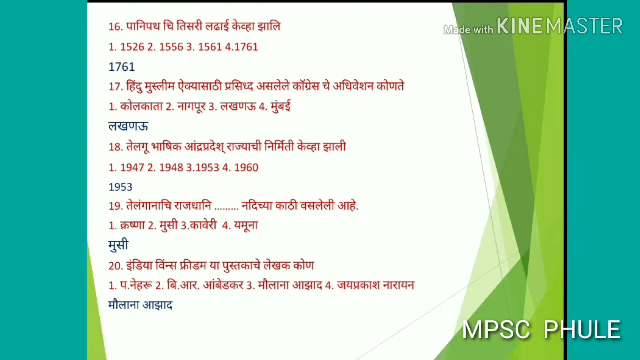 Made with KINEMASTER
16. पानिपथ चि तिसरी लढाई केव्हा झालि
1. 1526 2. 1556 3. 1561 4.1761
1761
17. हिंदु मुस्लीम ऐक्यासाठी प्रसिध्द असलेले कॉग्रेस चे अधिवेशन कोणते
1. कोलकाता 2. नागपूर 3. लखणऊ 4. मुंबई
लखणऊ
18. तेलगू भाषिक आंद्रप्रदेश् राज्याची निर्मिती केव्हा झाली
1. 1947 2. 1948 3.1953 4. 1960
1953
19. तेलंगानाचि राजधानि ......... नदिच्या काठी वसलेली आहे.
1. क्रष्णा 2. मुसी 3.कावेरी 4. यमूना
मुसी
20. इंडिया विंन्स फ्रीडम या पुस्तकाचे लेखक कोण
1. प.नेहरू 2. बि.आर. आंबेडकर 3. मौलाना आझाद 4. जयप्रकाश नारायन
मौलाना आझाद
MPSC PHULE